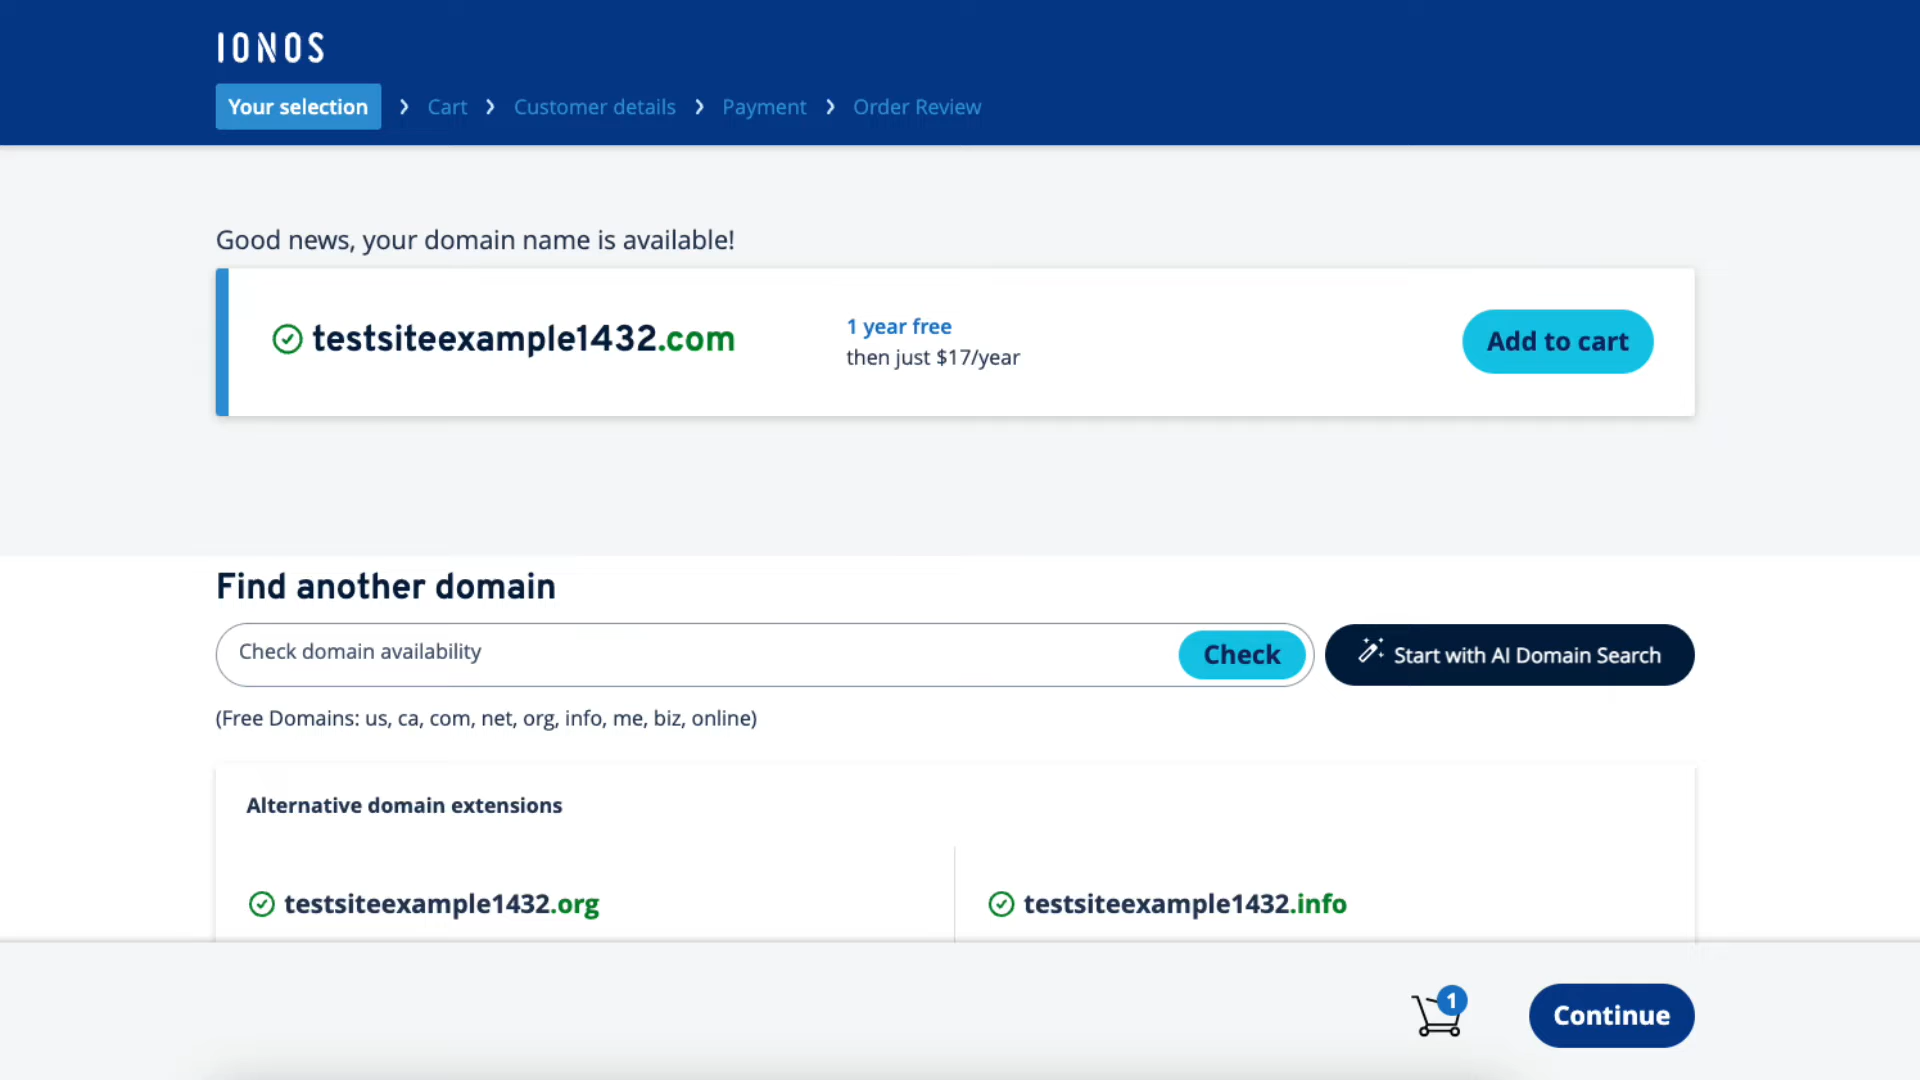 IONOS
Your selection
Cart
Customer details
Payment
Order Review
Good news, your domain name is available!
testsiteexample1432.com
1 year free
then just $17/year
Add to cart
Find another domain
Check domain availability
Check
Start with AI Domain Search
(Free Domains: us, ca, com, net, org, info, me, biz, online)
Alternative domain extensions
testsiteexample1432.org
testsiteexample1432.info
1
Continue